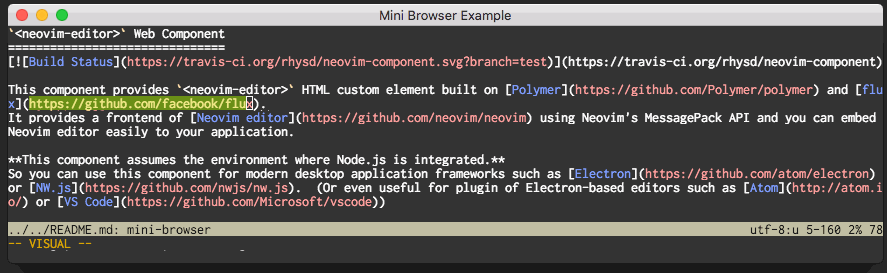 Mini Browser Example
`<neovim-editor>` Web Component
===============================
[![Build Status](https://travis-ci.org/rhysd/neovim-component.svg?branch=test)](https://travis-ci.org/rhysd/neovim-component)
This component provides `<neovim-editor>` HTML custom element built on [Polymer](https://github.com/Polymer/polymer) and [flu
x](https://github.com/facebook/flux).
It provides a frontend of [Neovim editor](https://github.com/neovim/neovim) using Neovim's MessagePack API and you can embed
Neovim editor easily to your application.
**This component assumes the environment where Node.js is integrated.**
So you can use this component for modern desktop application frameworks such as [Electron](https://github.com/atom/electron)
or [NW.js](https://github.com/nwjs/nw.js).  (Or even useful for plugin of Electron-based editors such as [Atom](http://atom.i
o/) or [VS Code](https://github.com/Microsoft/vscode))
../../README.md: mini-browser utf-8:u 5-160 2% 78
-- VISUAL --